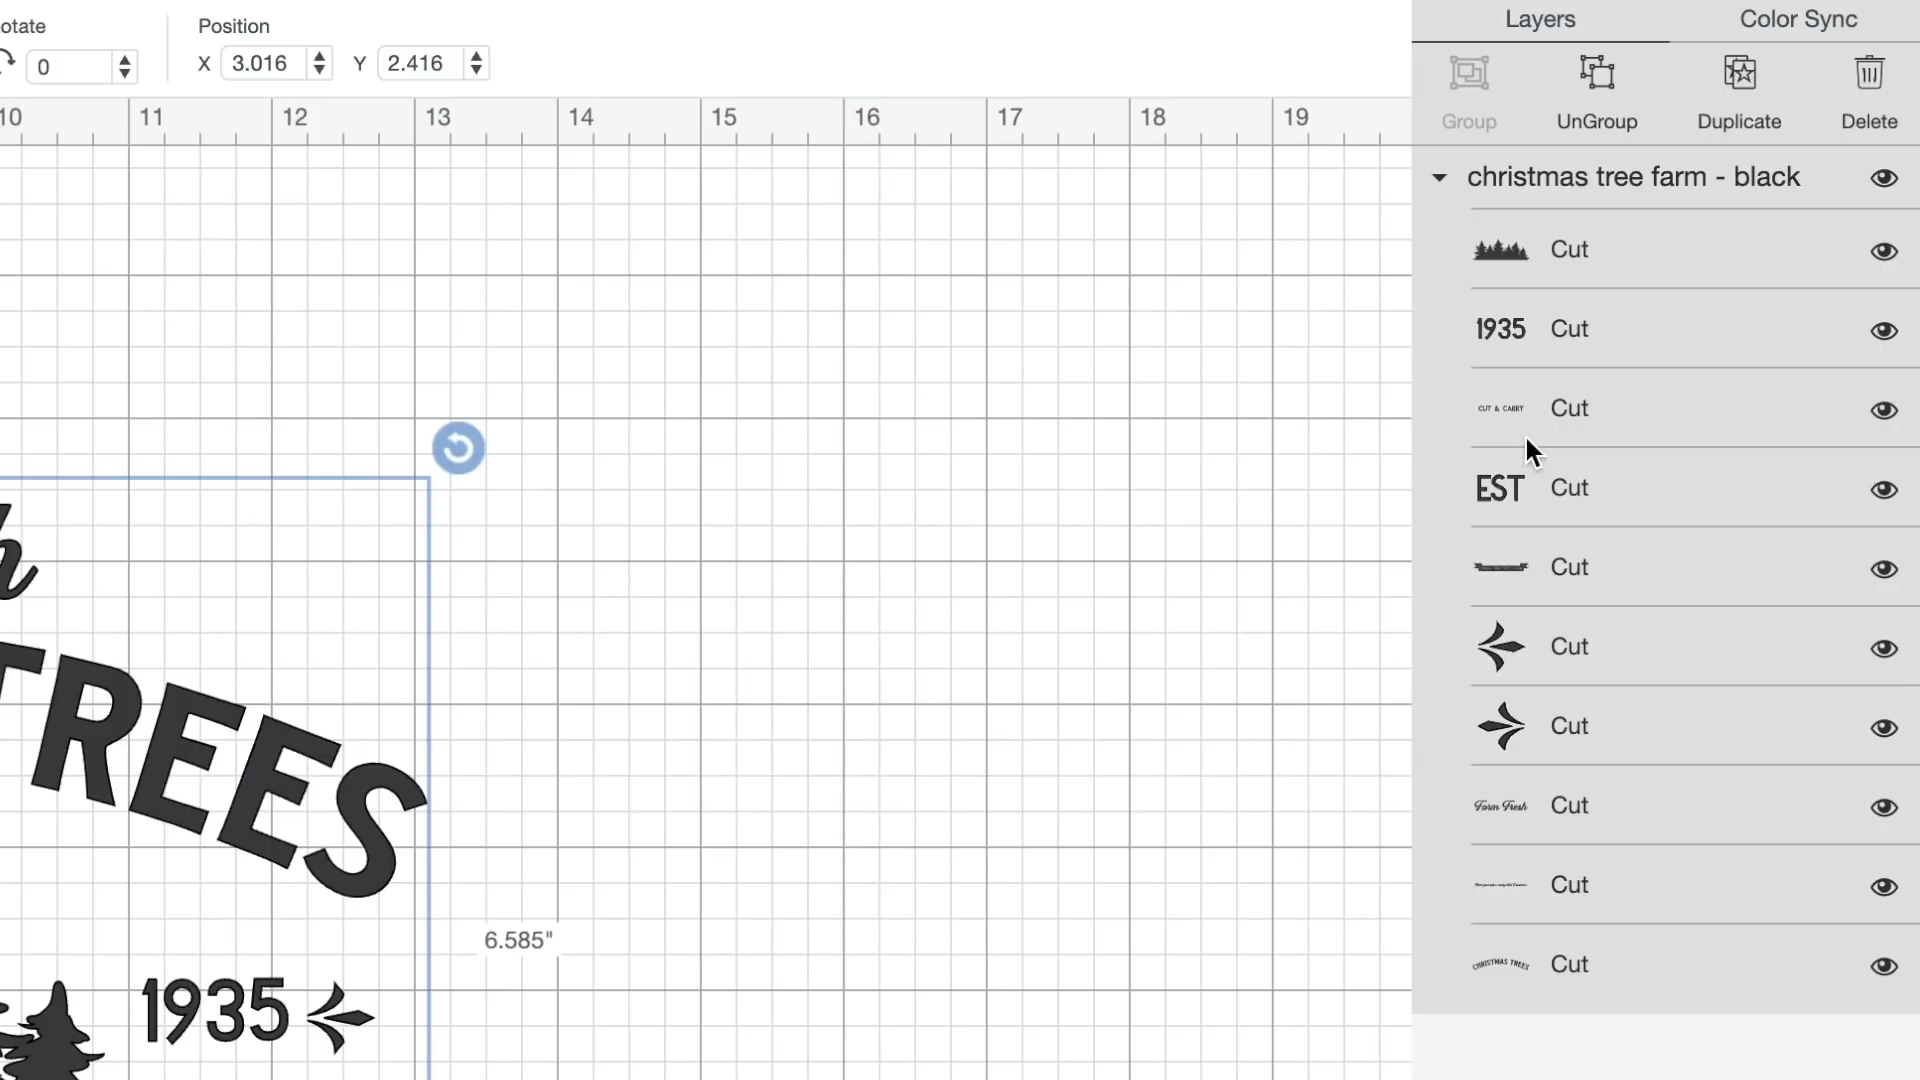 otate
0
Position
X 3.016 Y 2.416
Layers
Color Sync
Group
UnGroup
Duplicate
Delete
10 11 12 13 14 15 16 17 18 19
christmas tree farm - black
Cut
1935 Cut
CUT & CARRY Cut
EST Cut
Cut
Cut
Cut
Farm Fresh Cut
Cut
CHRISTMAS TREES Cut
h
TREES
6.585"
1935